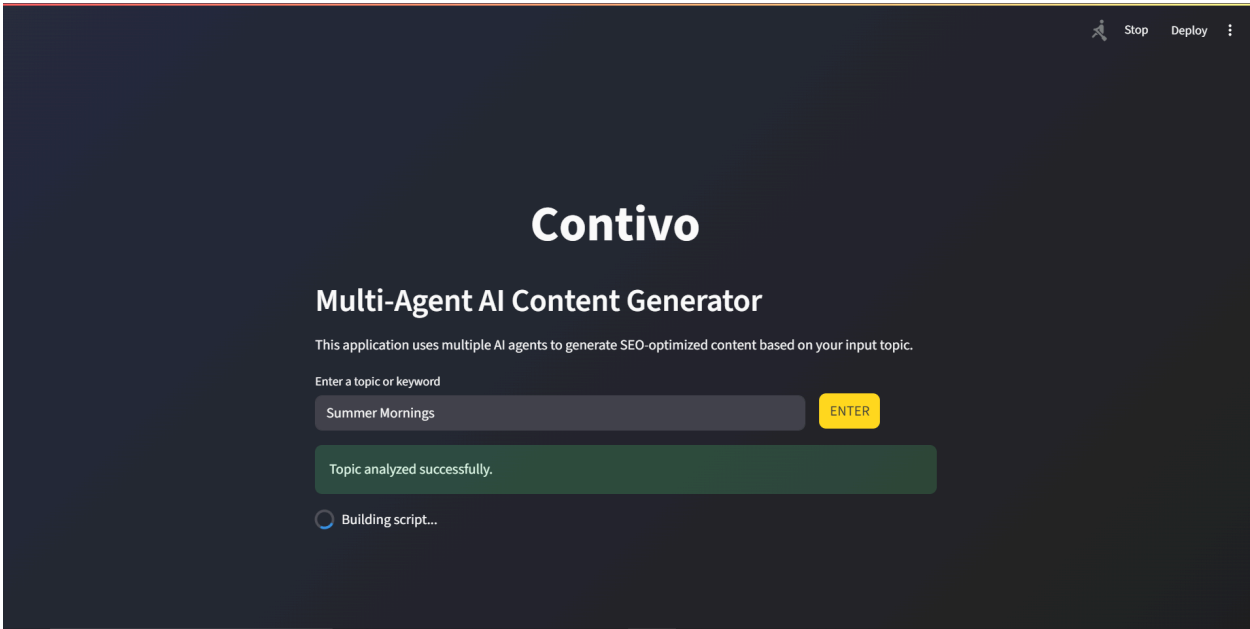 Stop Deploy
Contivo
Multi-Agent AI Content Generator
This application uses multiple AI agents to generate SEO-optimized content based on your input topic.
Enter a topic or keyword
Summer Mornings ENTER
Topic analyzed successfully.
Building script...